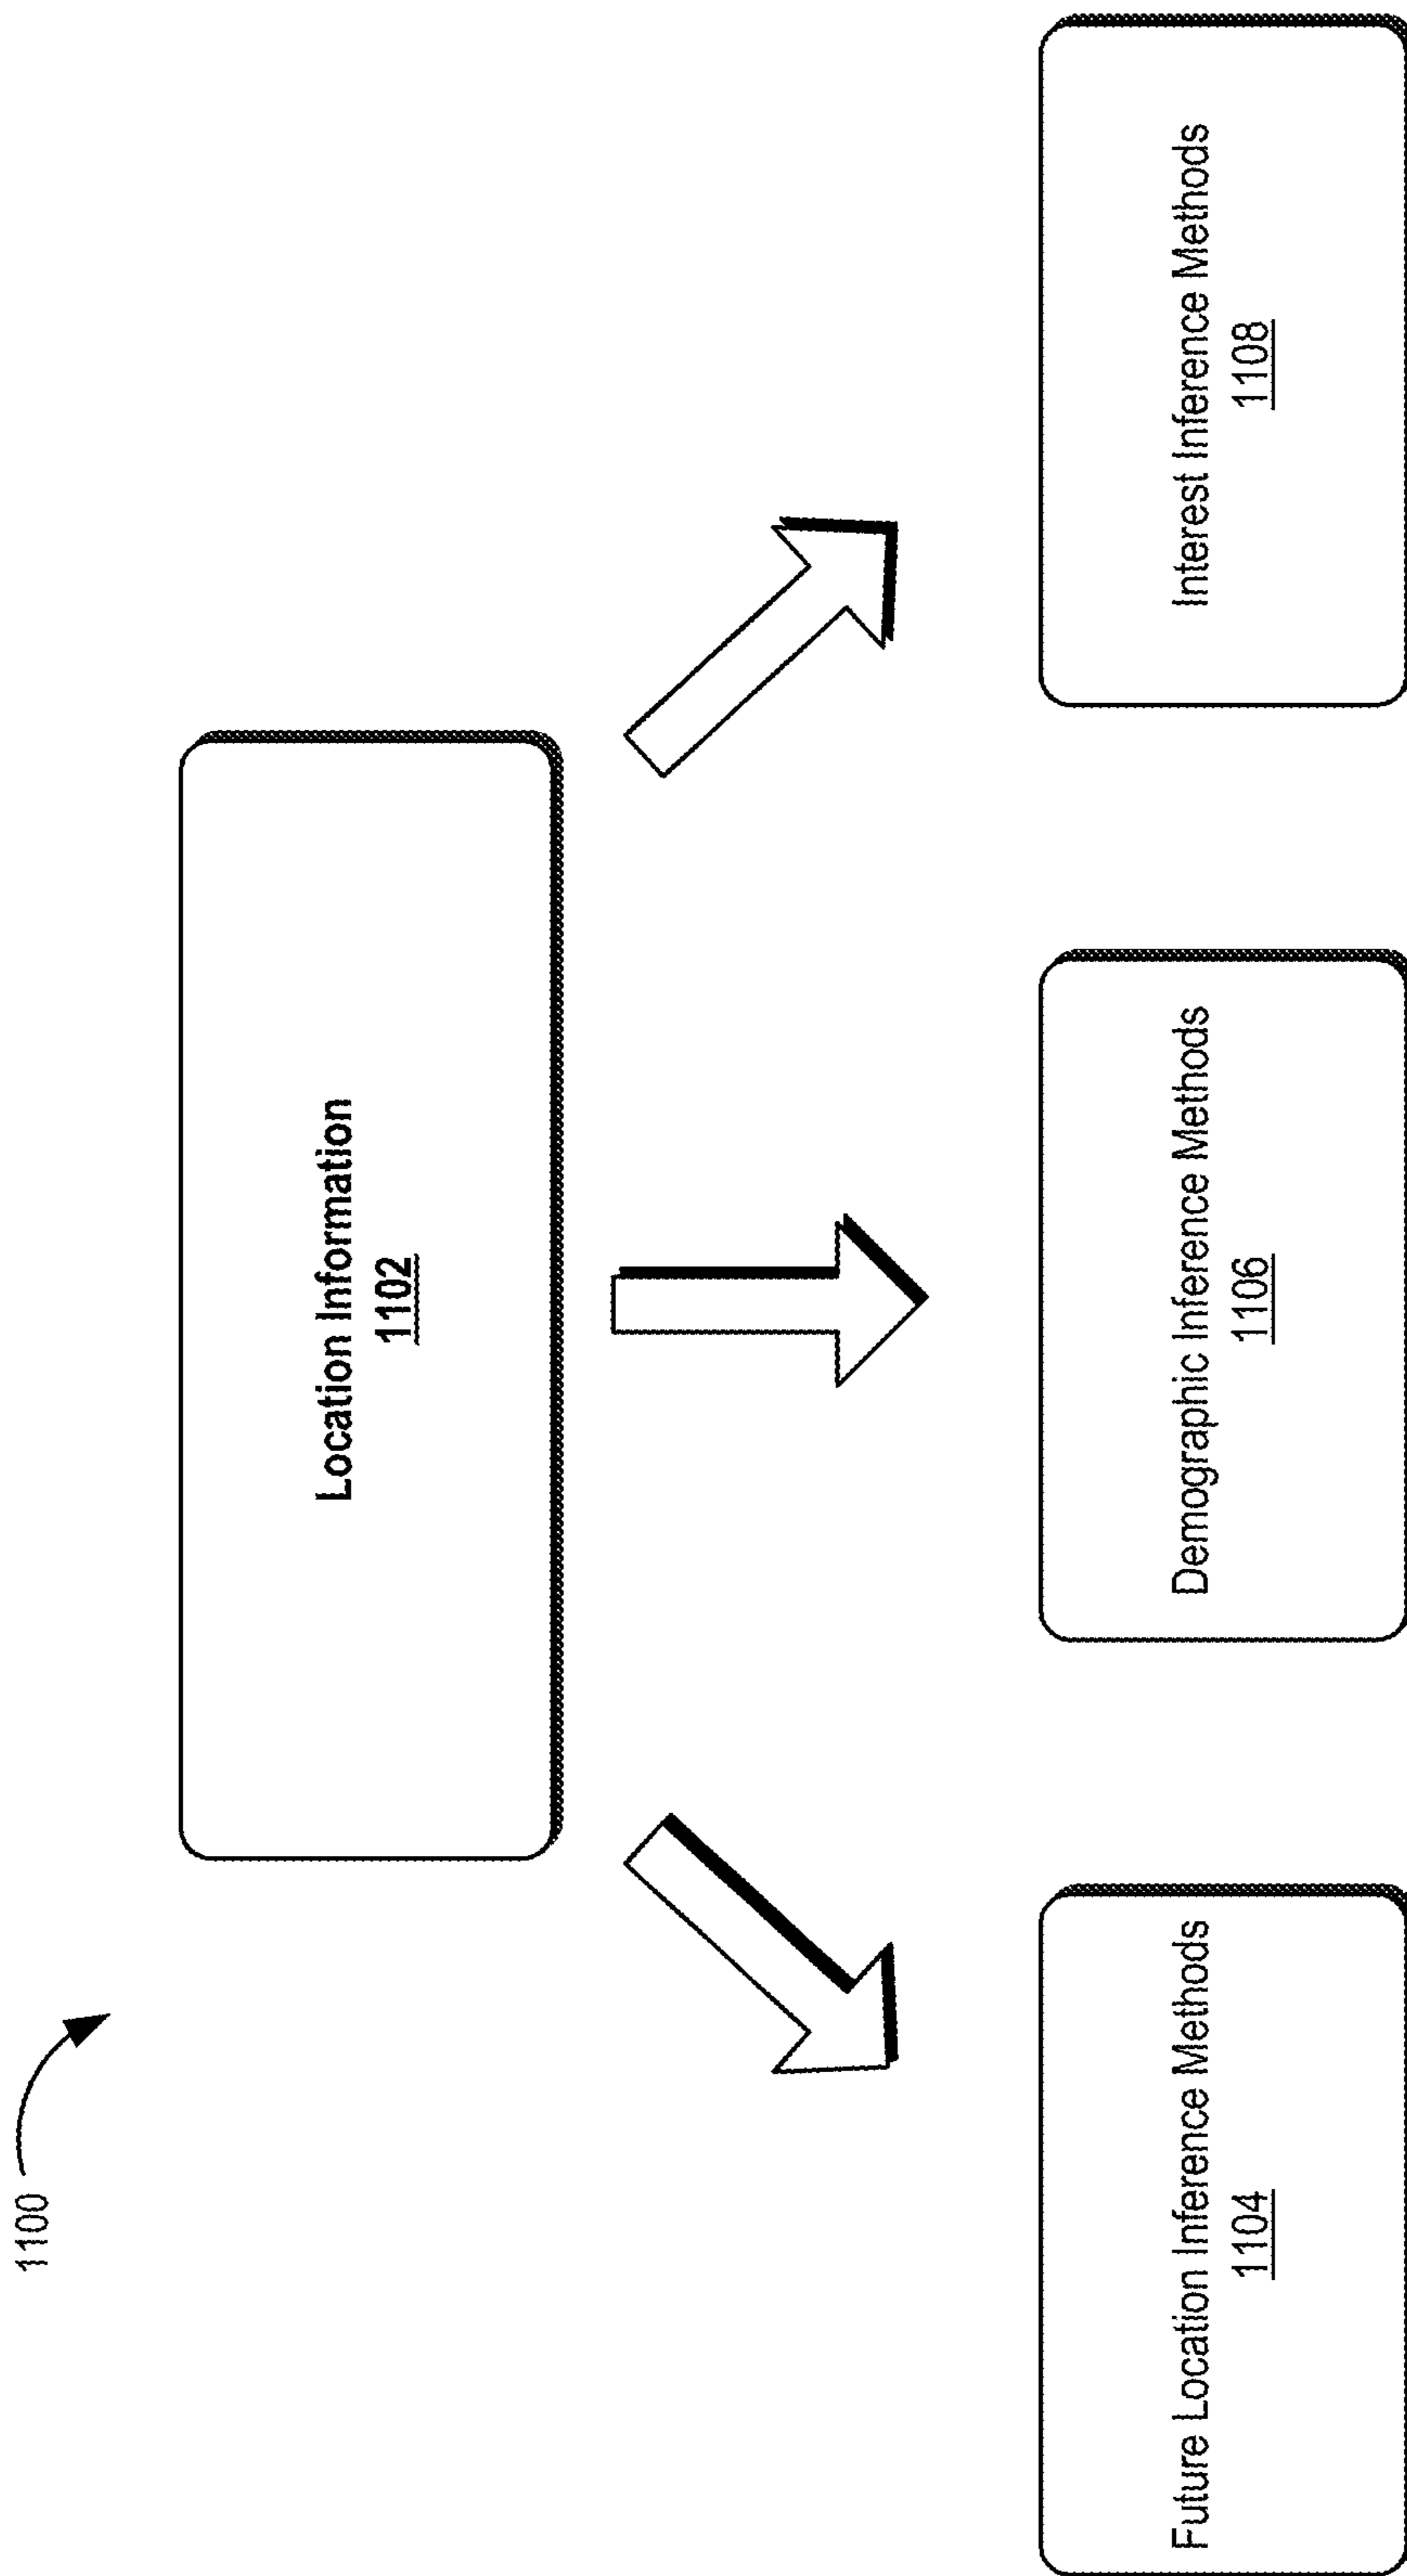 1100
Location Information
1102
Future Location Inference Methods
1104
Demographic Inference Methods
1106
Interest Inference Methods
1108